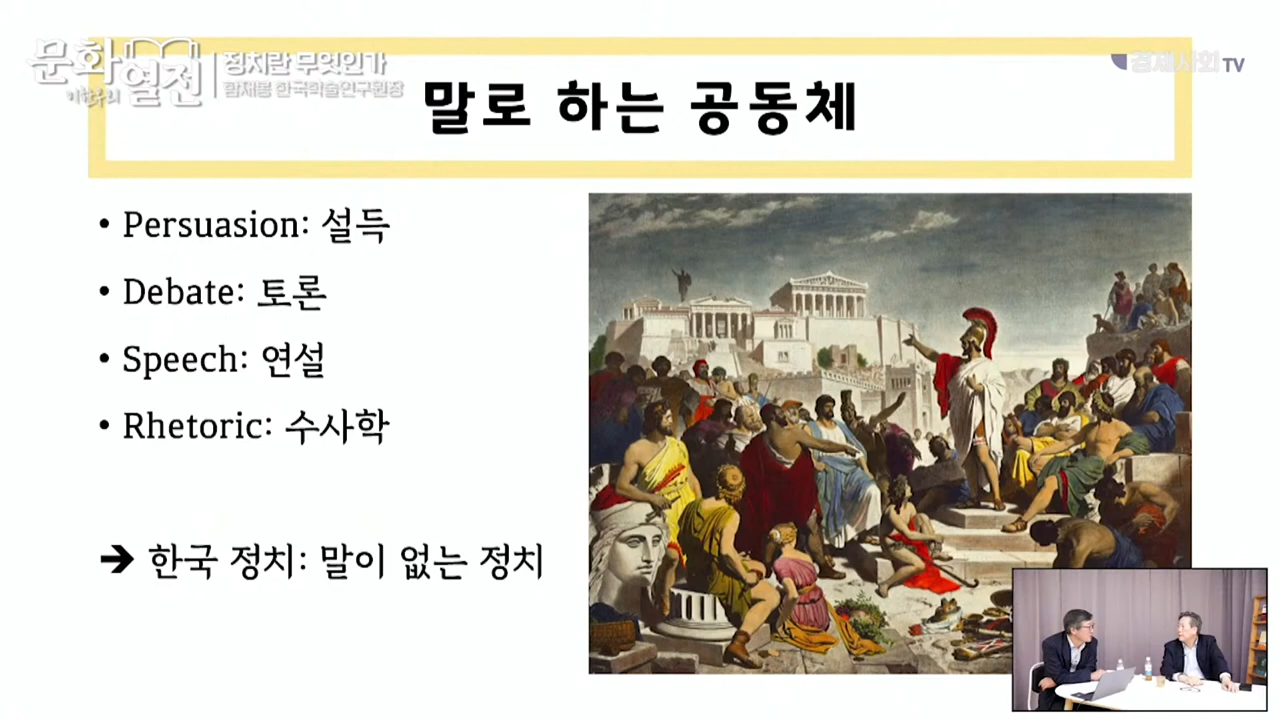 문화열전
이한우의
정치란 무엇인가
함재봉 한국학술연구원장
경제사회TV
말로 하는 공동체
• Persuasion: 설득
• Debate: 토론
• Speech: 연설
• Rhetoric: 수사학
➔ 한국 정치: 말이 없는 정치